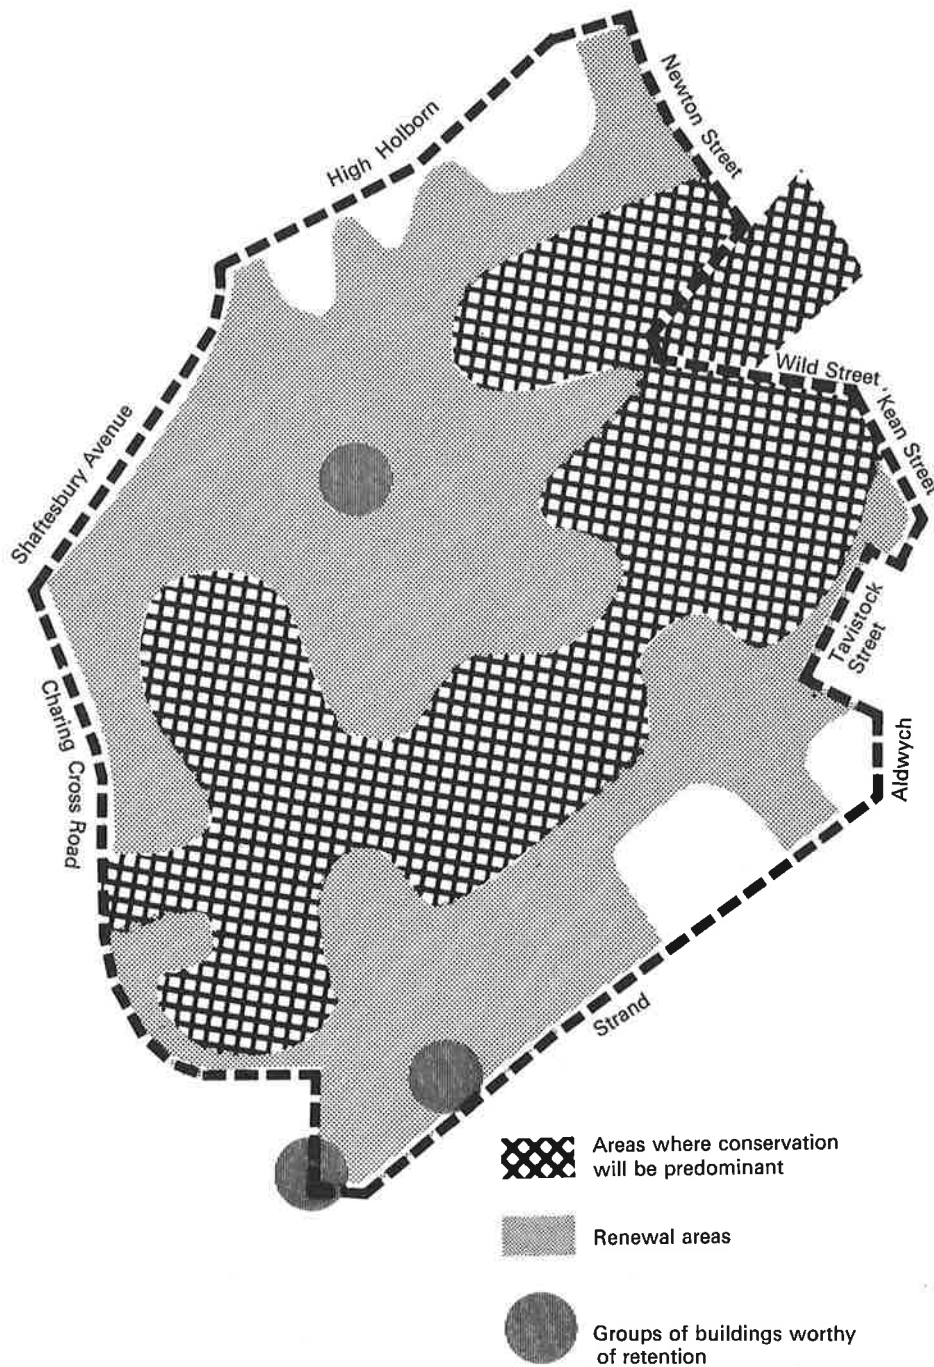 Newton Street
High Holborn
Wild Street
Kean Street
Shaftesbury Avenue
Tavistock
Street
Charing Cross Road
Aldwych
Strand
Areas where conservation
will be predominant
Renewal areas
Groups of buildings worthy
of retention